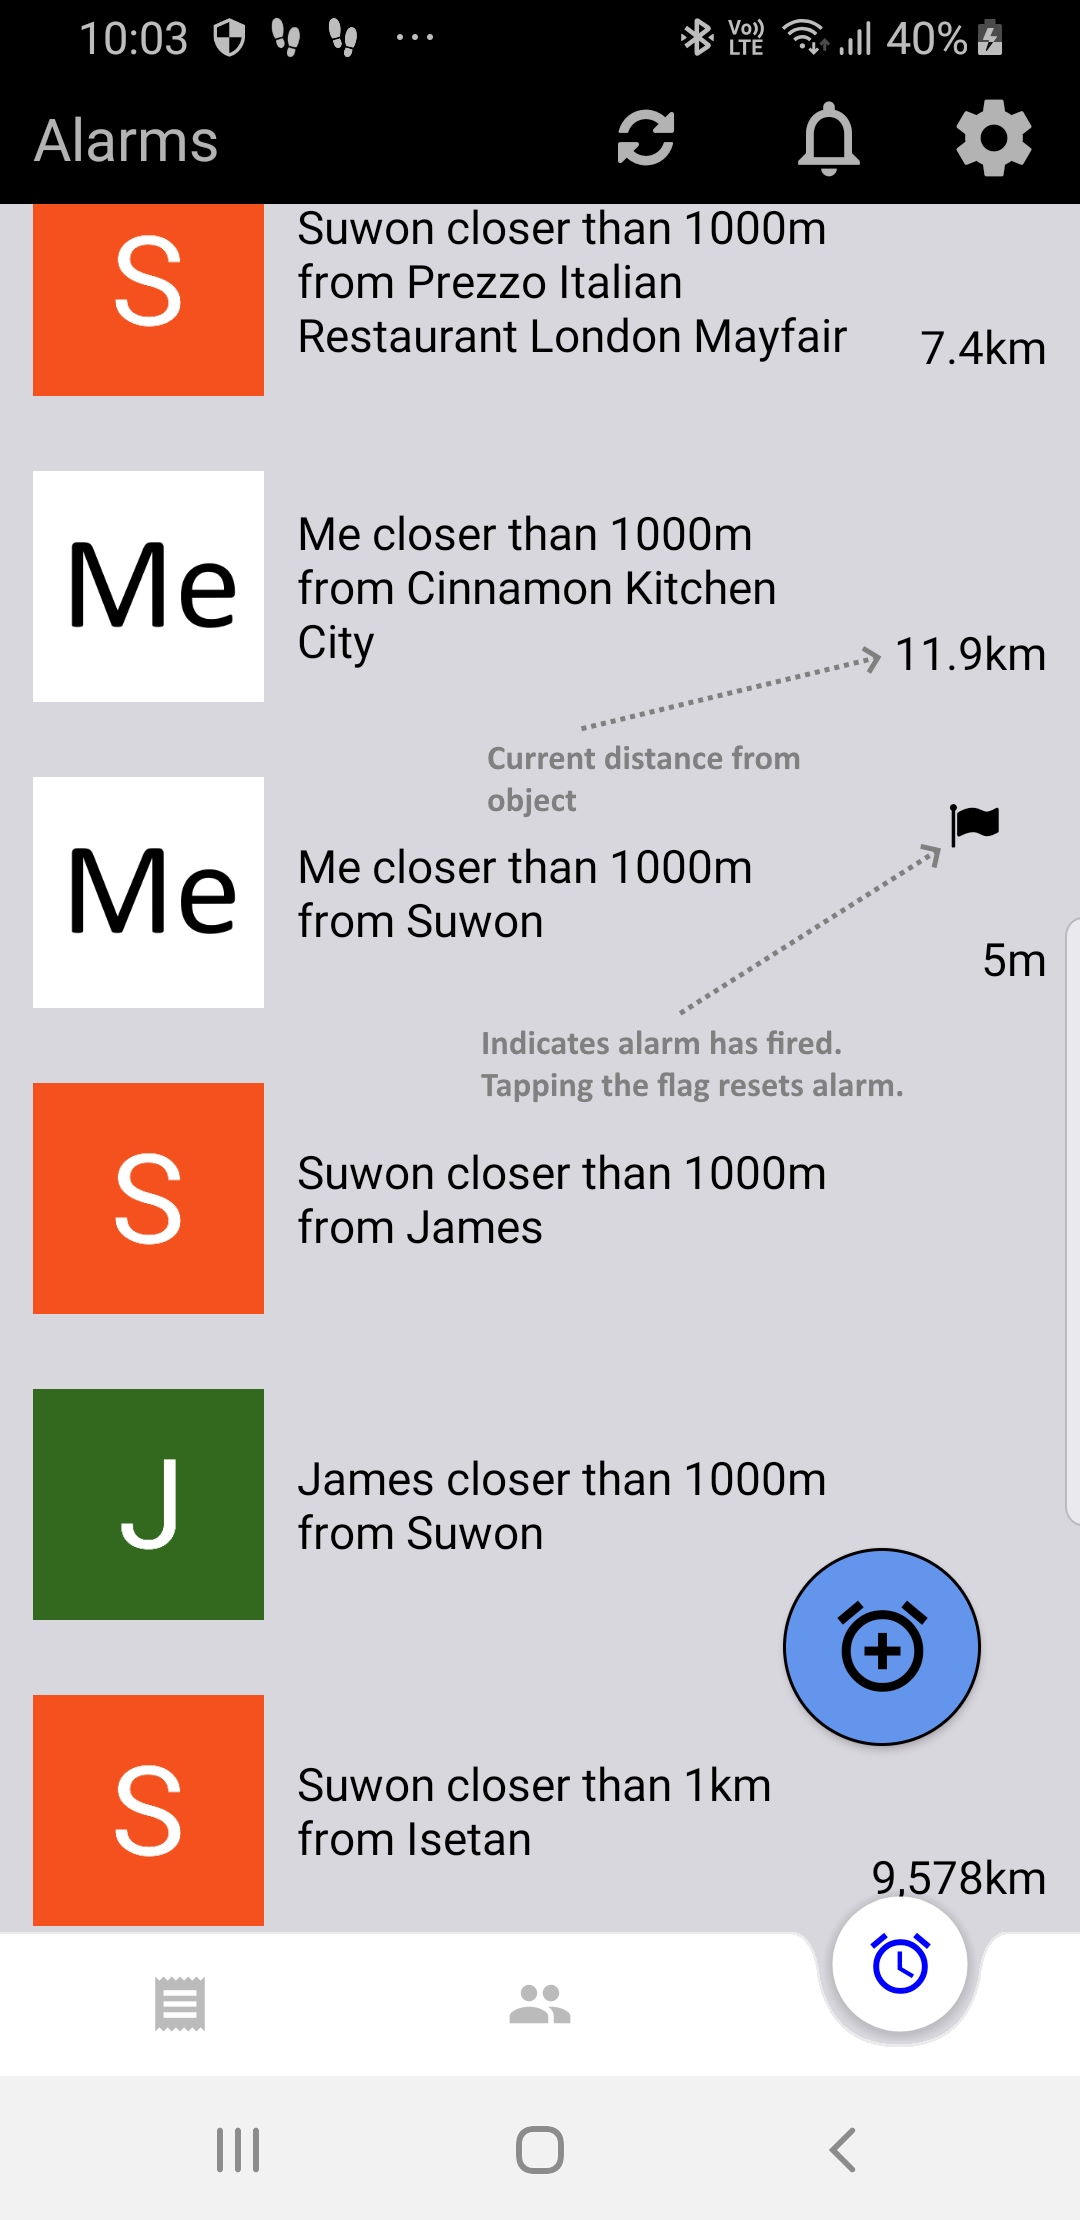 10:03
Vo))
LTE
40%
Alarms
S
Suwon closer than 1000m
from Prezzo Italian
Restaurant London Mayfair
7.4km
Me
Me closer than 1000m
from Cinnamon Kitchen
City
11.9km
Current distance from
object
Me
Me closer than 1000m
from Suwon
5m
Indicates alarm has fired.
Tapping the flag resets alarm.
S
Suwon closer than 1000m
from James
J
James closer than 1000m
from Suwon
S
Suwon closer than 1km
from Isetan
9,578km